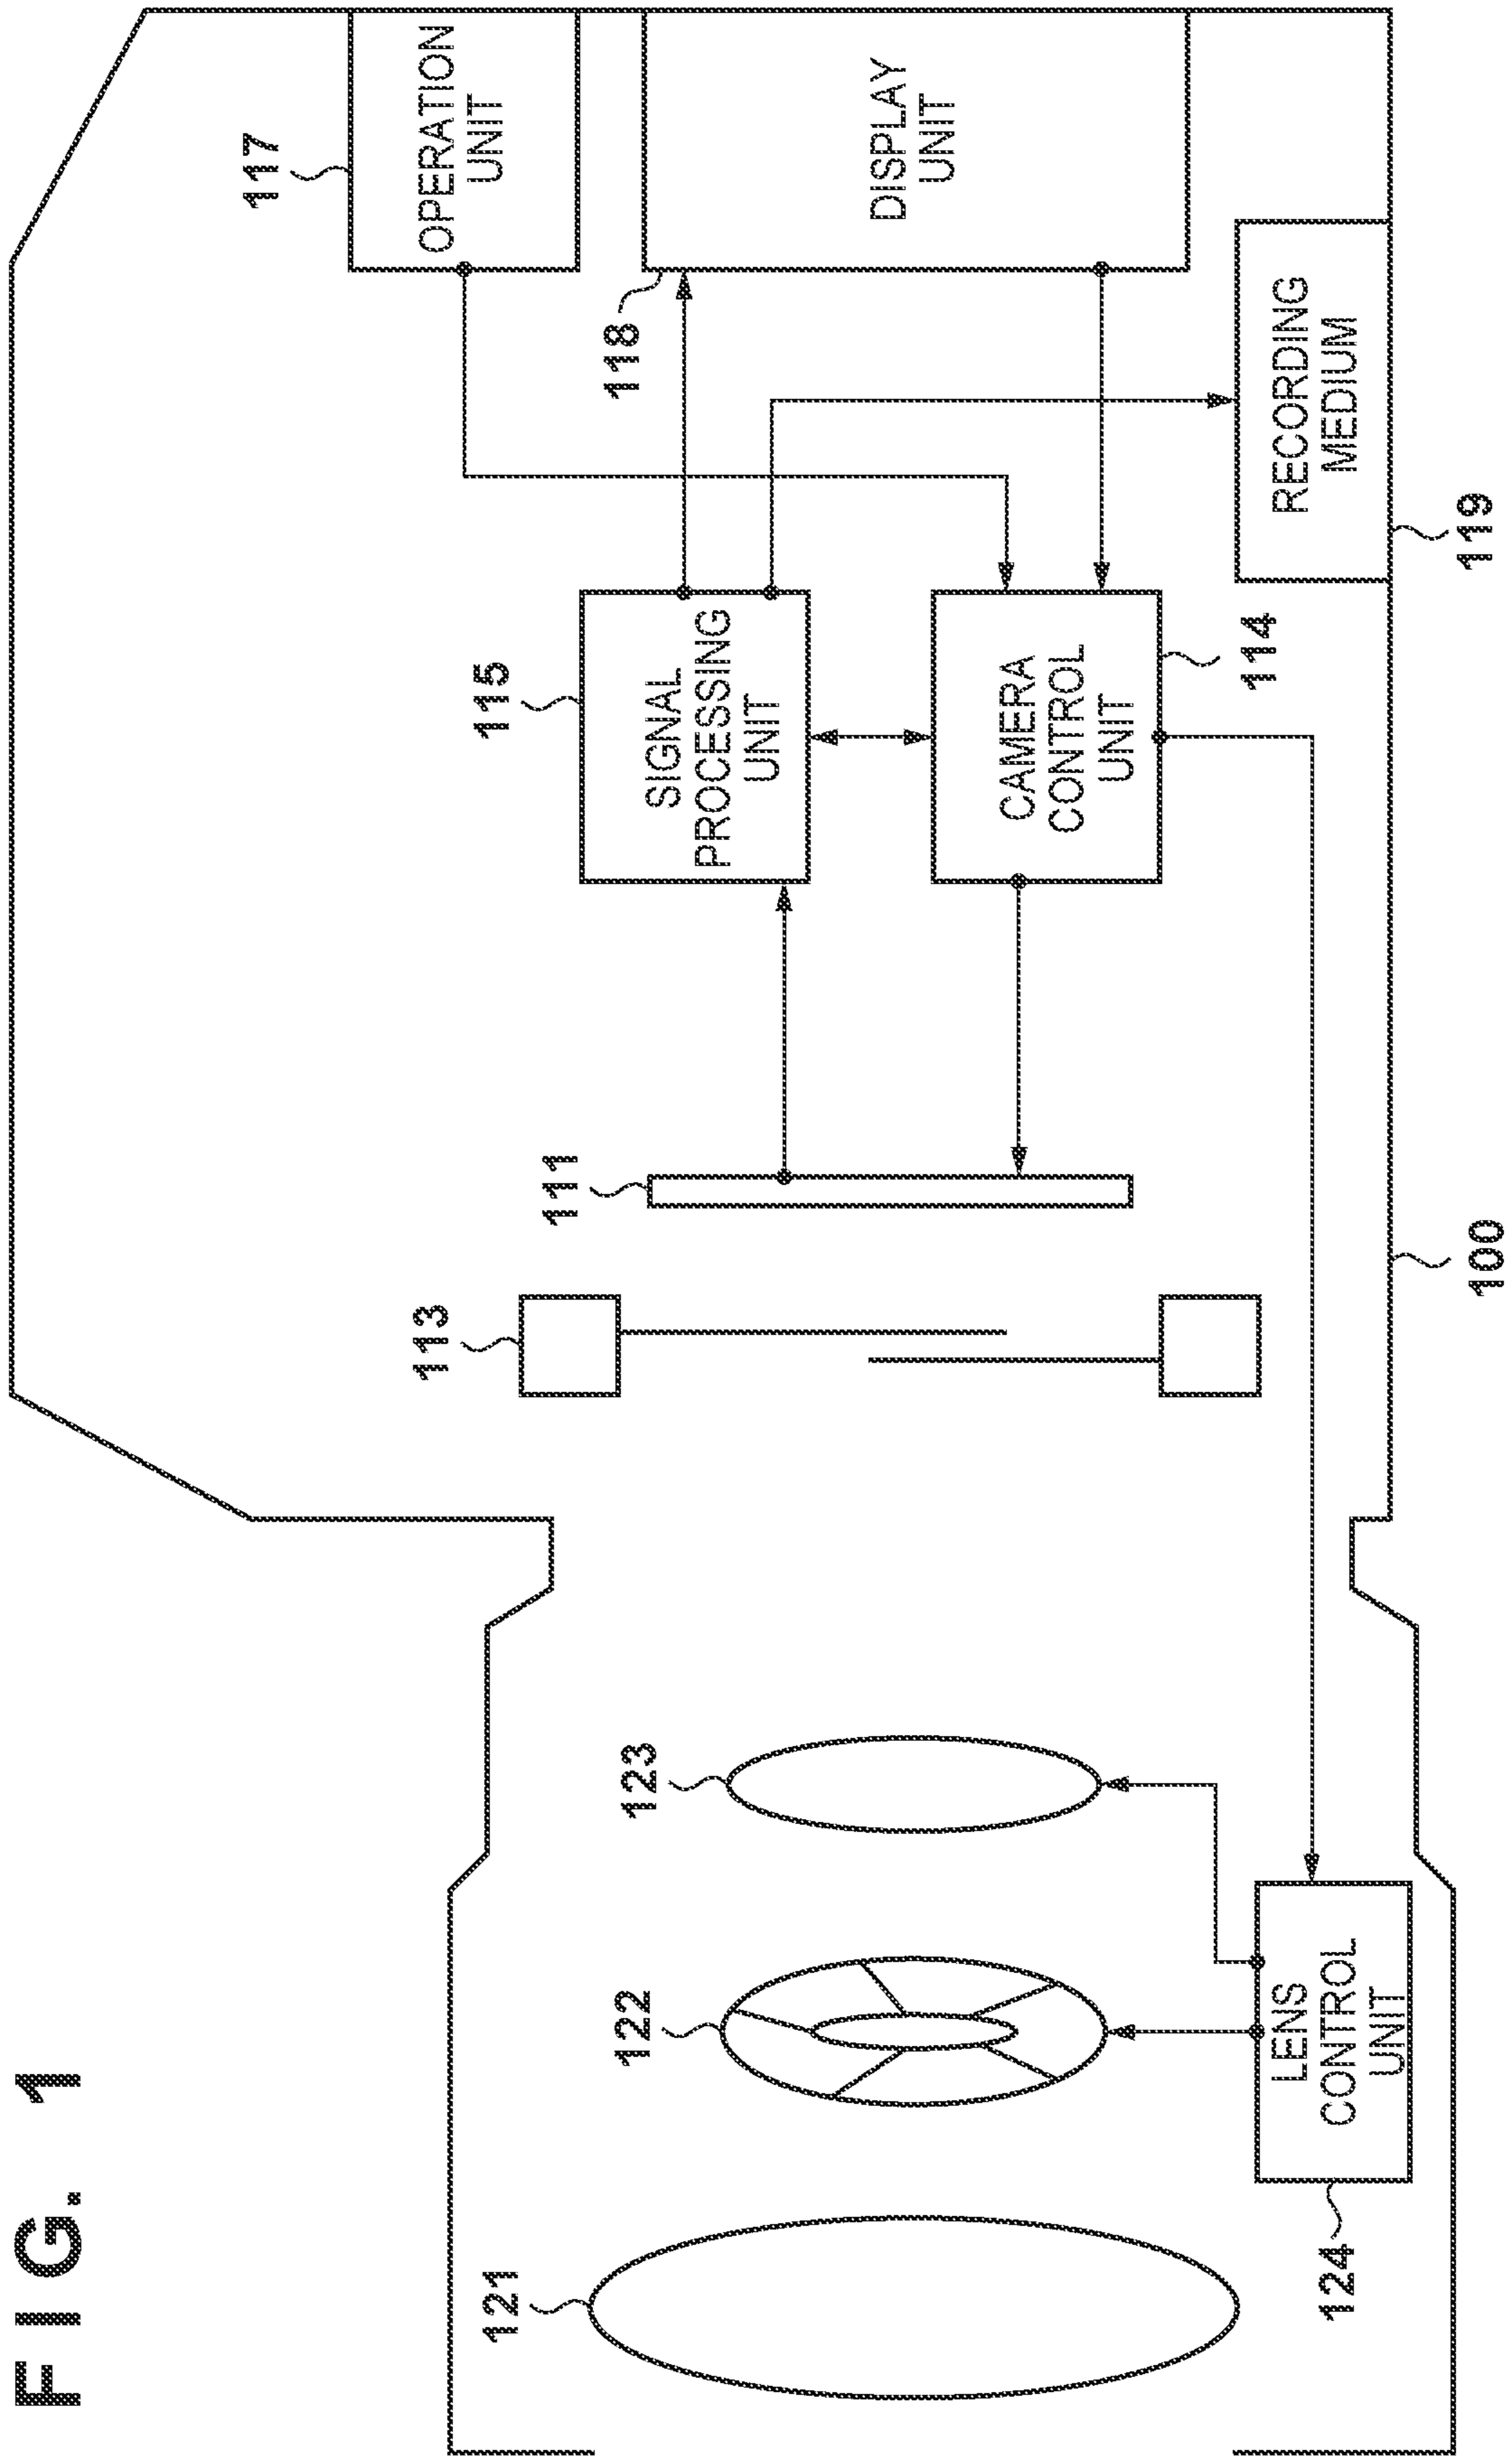 FIG. 1
117
OPERATION
UNIT
118
DISPLAY
UNIT
115
SIGNAL
PROCESSING
UNIT
CAMERA
CONTROL
UNIT
114
RECORDING
MEDIUM
119
111
113
100
123
122
121
LENS
CONTROL
UNIT
124